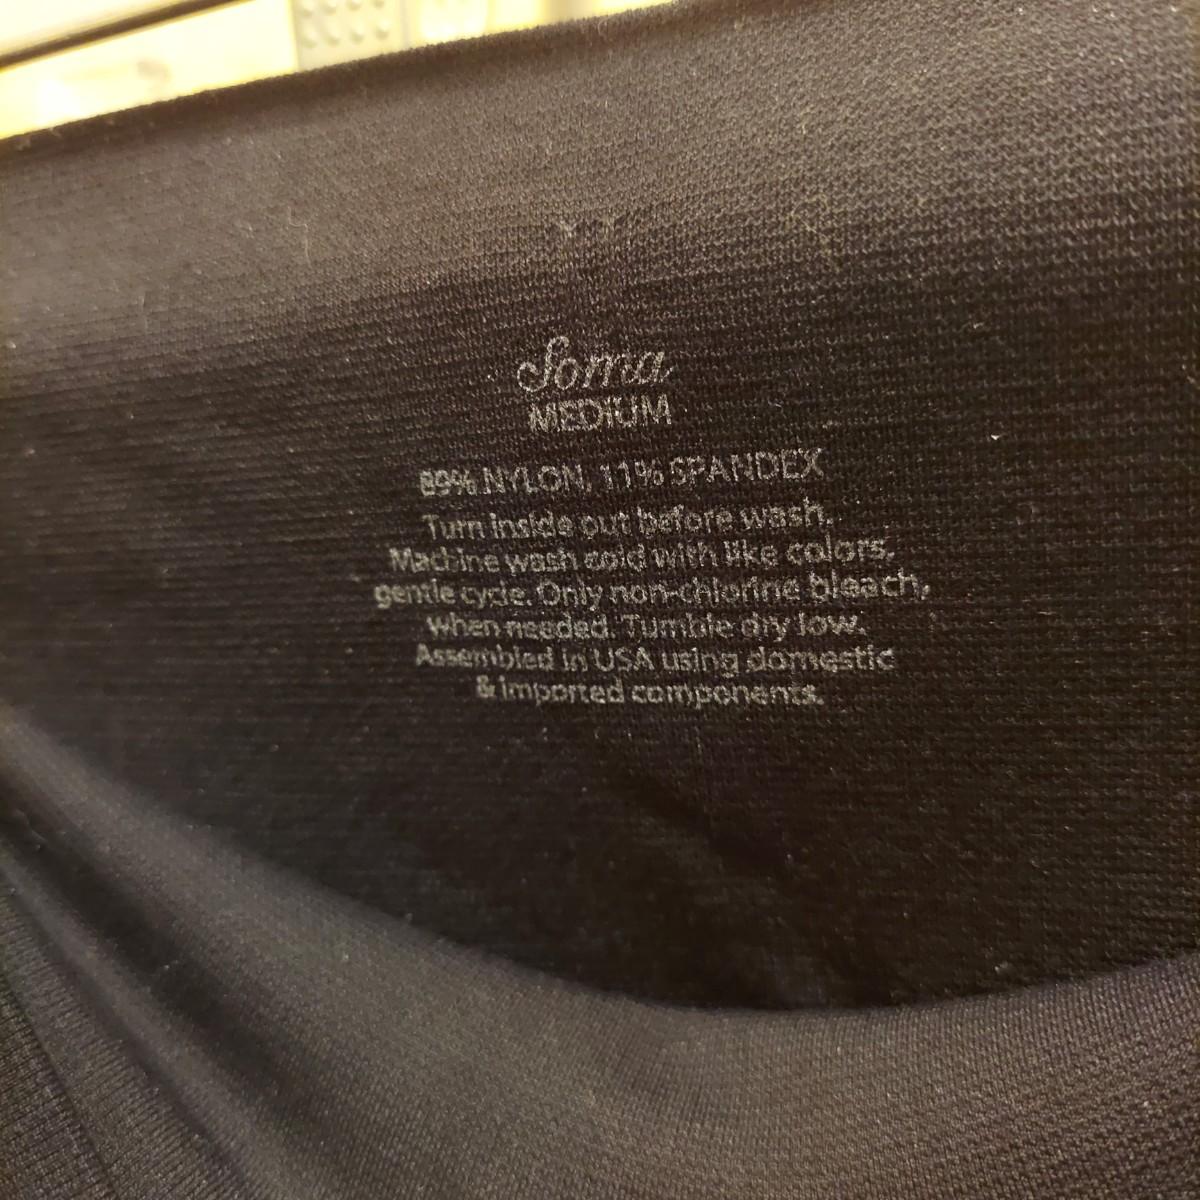 Soma
MEDIUM
89% NYLON, 11% SPANDEX
Turn inside out before wash.
Machine wash cold with like colors,
gentle cycle. Only non-chlorine bleach,
when needed. Tumble dry low.
Assembled in USA using domestic
& imported components.